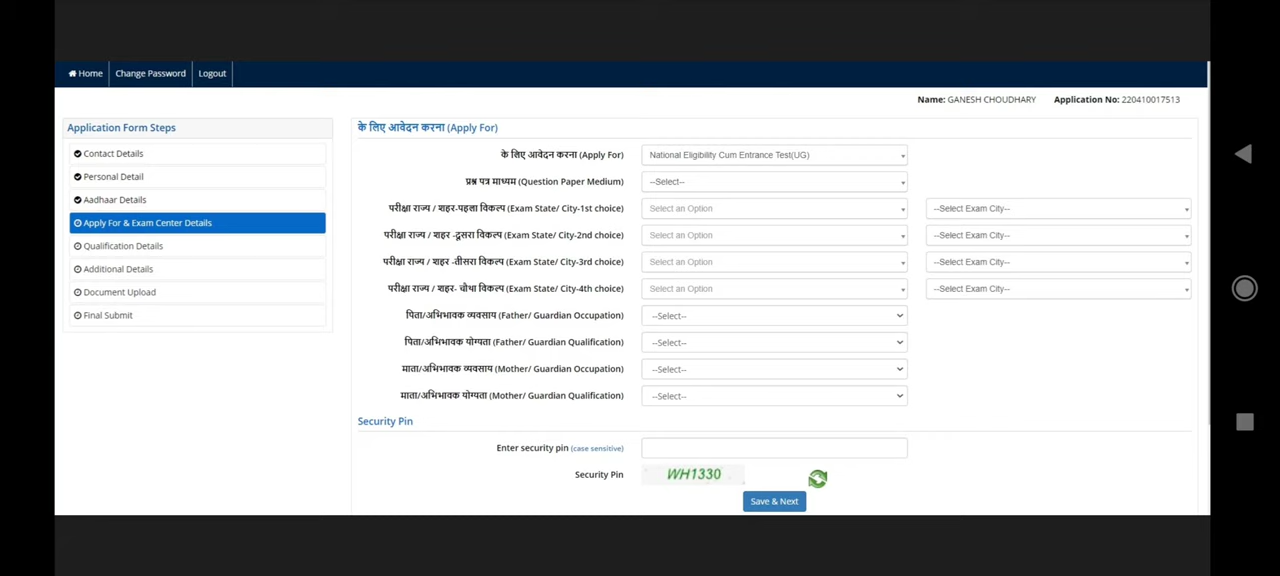 Home Change Password Logout
Name: GANESH CHOUDHARY Application No: 220410017513
Application Form Steps
Contact Details
Personal Detail
Aadhaar Details
Apply For & Exam Center Details
Qualification Details
Additional Details
Document Upload
Final Submit
के लिए आवेदन करना (Apply For)
के लिए आवेदन करना (Apply For) National Eligibility Cum Entrance Test(UG)
प्रश्न पत्र माध्यम (Question Paper Medium) --Select--
परीक्षा राज्य / शहर-पहला विकल्प (Exam State/ City-1st choice) Select an Option --Select Exam City--
परीक्षा राज्य / शहर -दूसरा विकल्प (Exam State/ City-2nd choice) Select an Option --Select Exam City--
परीक्षा राज्य / शहर -तीसरा विकल्प (Exam State/ City-3rd choice) Select an Option --Select Exam City--
परीक्षा राज्य / शहर- चौथा विकल्प (Exam State/ City-4th choice) Select an Option --Select Exam City--
पिता/अभिभावक व्यवसाय (Father/ Guardian Occupation) --Select--
पिता/अभिभावक योग्यता (Father/ Guardian Qualification) --Select--
माता/अभिभावक व्यवसाय (Mother/ Guardian Occupation) --Select--
माता/अभिभावक योग्यता (Mother/ Guardian Qualification) --Select--
Security Pin
Enter security pin (case sensitive)
Security Pin WH1330
Save & Next